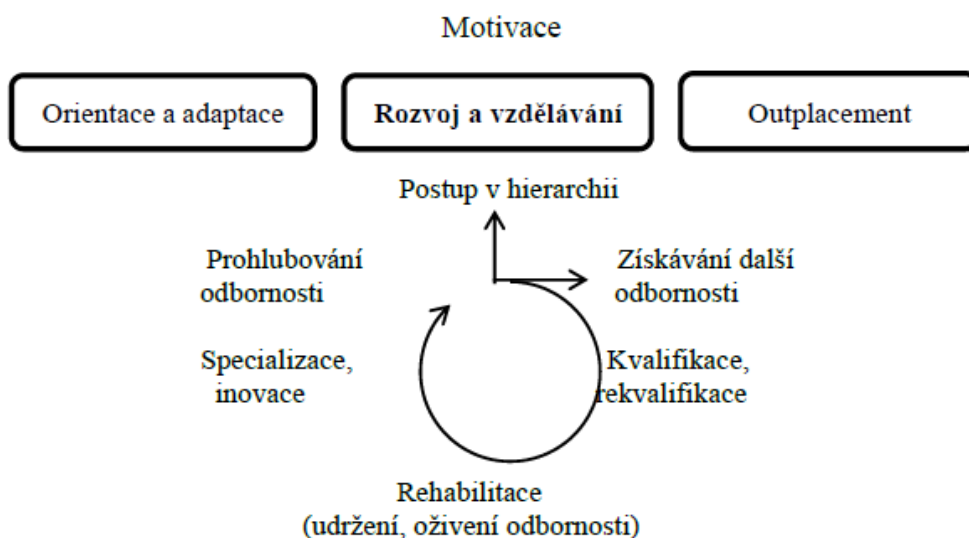 Motivace
Orientace a adaptace
Rozvoj a vzdělávání
Outplacement
Postup v hierarchii
Prohlubování
odbornosti
Získávání další
odbornosti
Specializace,
inovace
Kvalifikace,
rekvalifikace
Rehabilitace
(udržení, oživení odbornosti)